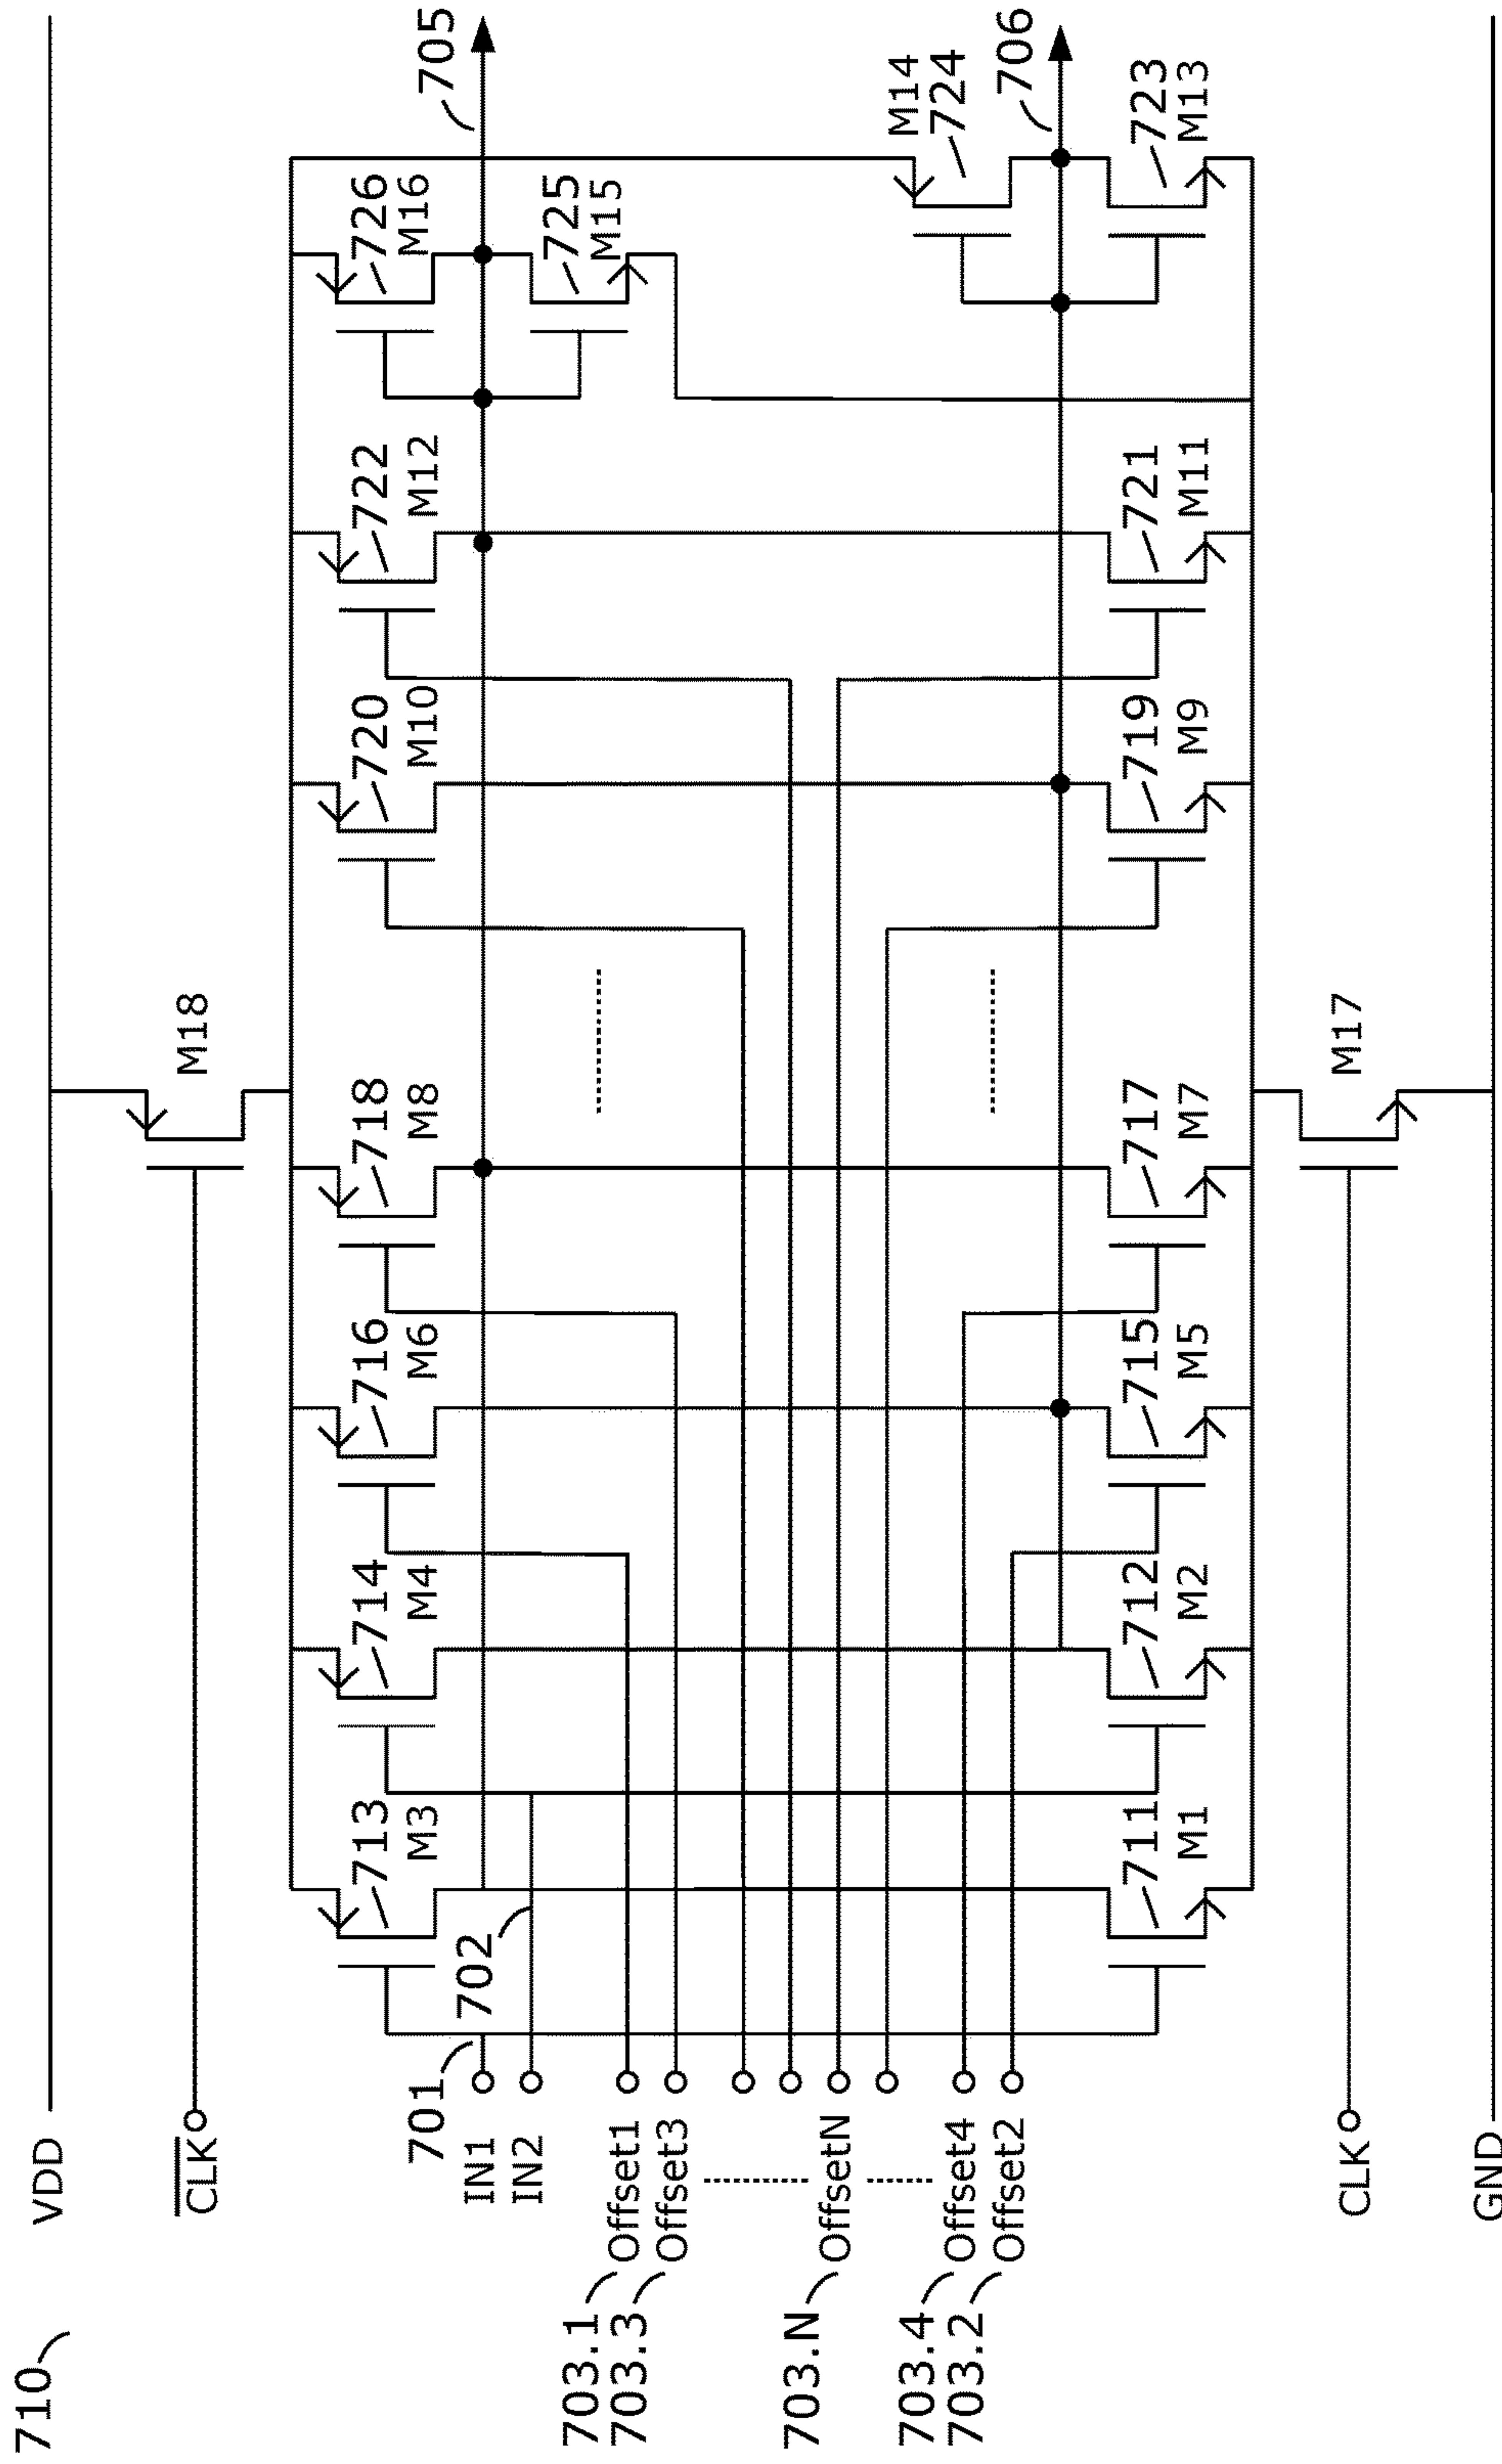 710
VDD
CLK
M18
726
M16
722
M12
720
M10
718
M8
716
M6
714
M4
713
M3
705
725
M15
701
IN1
702
IN2
703.1 Offset1
703.3 Offset3
703.N OffsetN
703.4 Offset4
703.2 Offset2
M14
724
706
723
M13
721
M11
719
M9
717
M7
715
M5
712
M2
711
M1
M17
CLK
GND